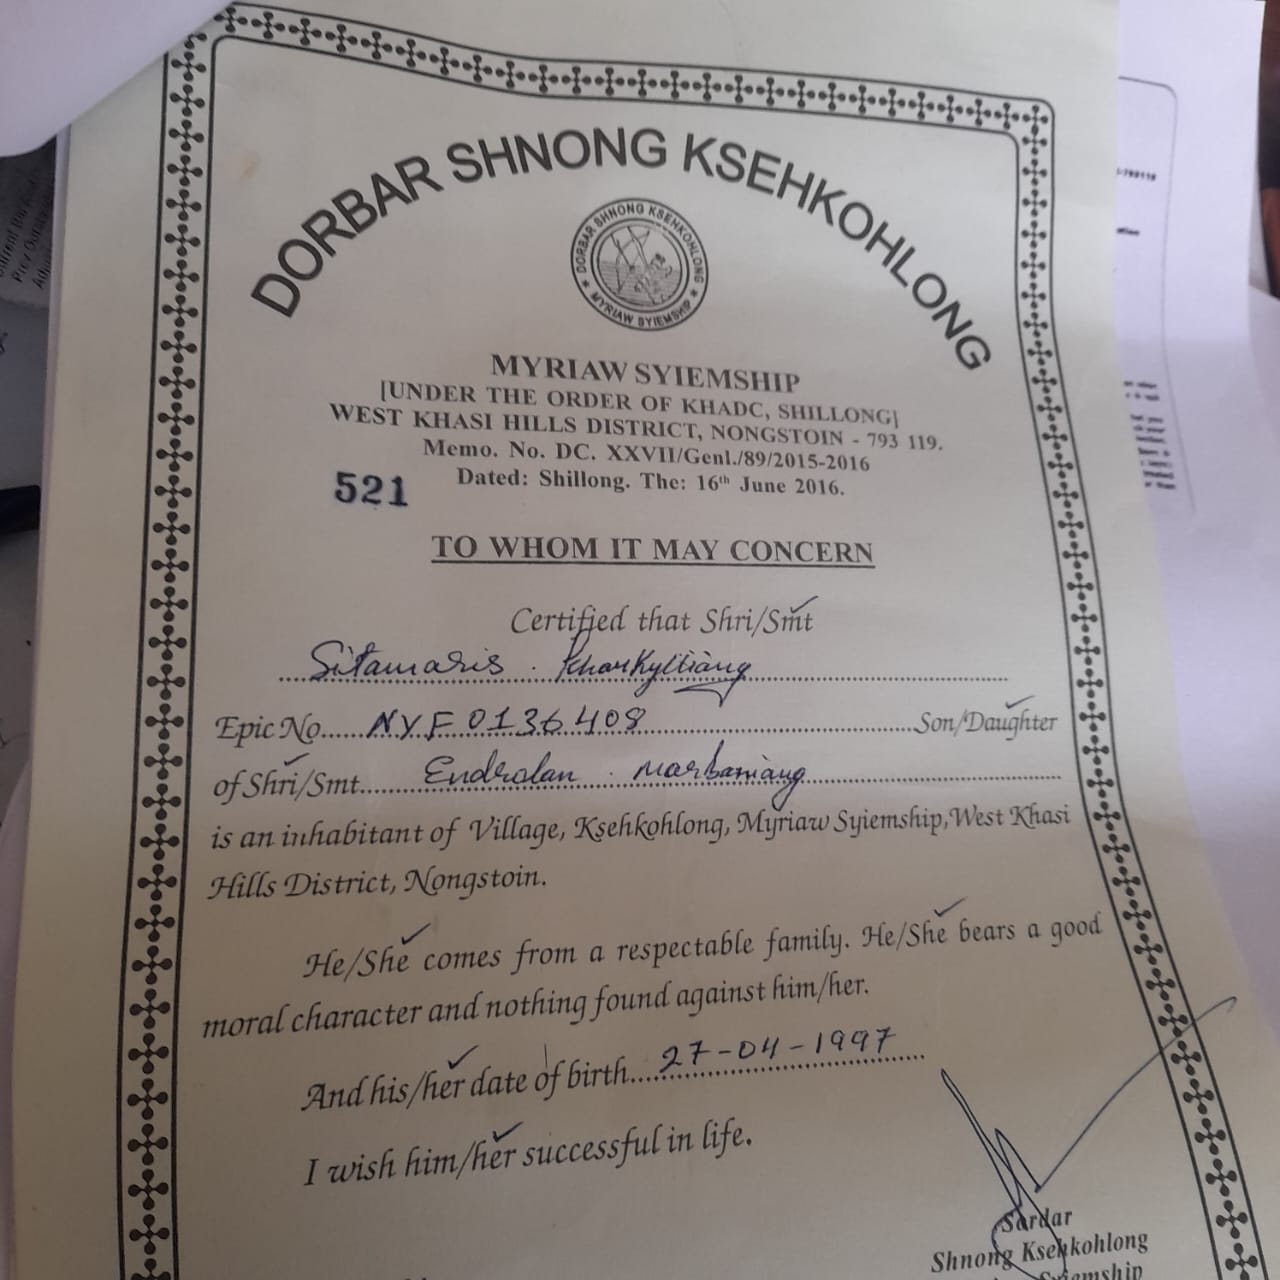 DORBAR SHNONG KSEHKOHLONG
DORBAR SHNONG KSEHKOHLONG
★ MYRIAW SYIEMSHIP ★
MYRIAW SYIEMSHIP
[UNDER THE ORDER OF KHADC, SHILLONG]
WEST KHASI HILLS DISTRICT, NONGSTOIN - 793 119.
Memo. No. DC. XXVII/Genl./89/2015-2016
521 Dated: Shillong. The: 16th June 2016.
TO WHOM IT MAY CONCERN
Certified that Shri/Smt
Sitamaris . Kharkyltiang
Epic No......NYF0136408..............................Son/Daughter
of Shri/Smt........Endrolan . Marbaniang..............................
is an inhabitant of Village, Ksehkohlong, Myriaw Syiemship, West Khasi
Hills District, Nongstoin.
He/She comes from a respectable family. He/She bears a good
moral character and nothing found against him/her.
And his/her date of birth....27-04-1997....
I wish him/her successful in life.
Sardar
Shnong Ksehkohlong
Syiemship